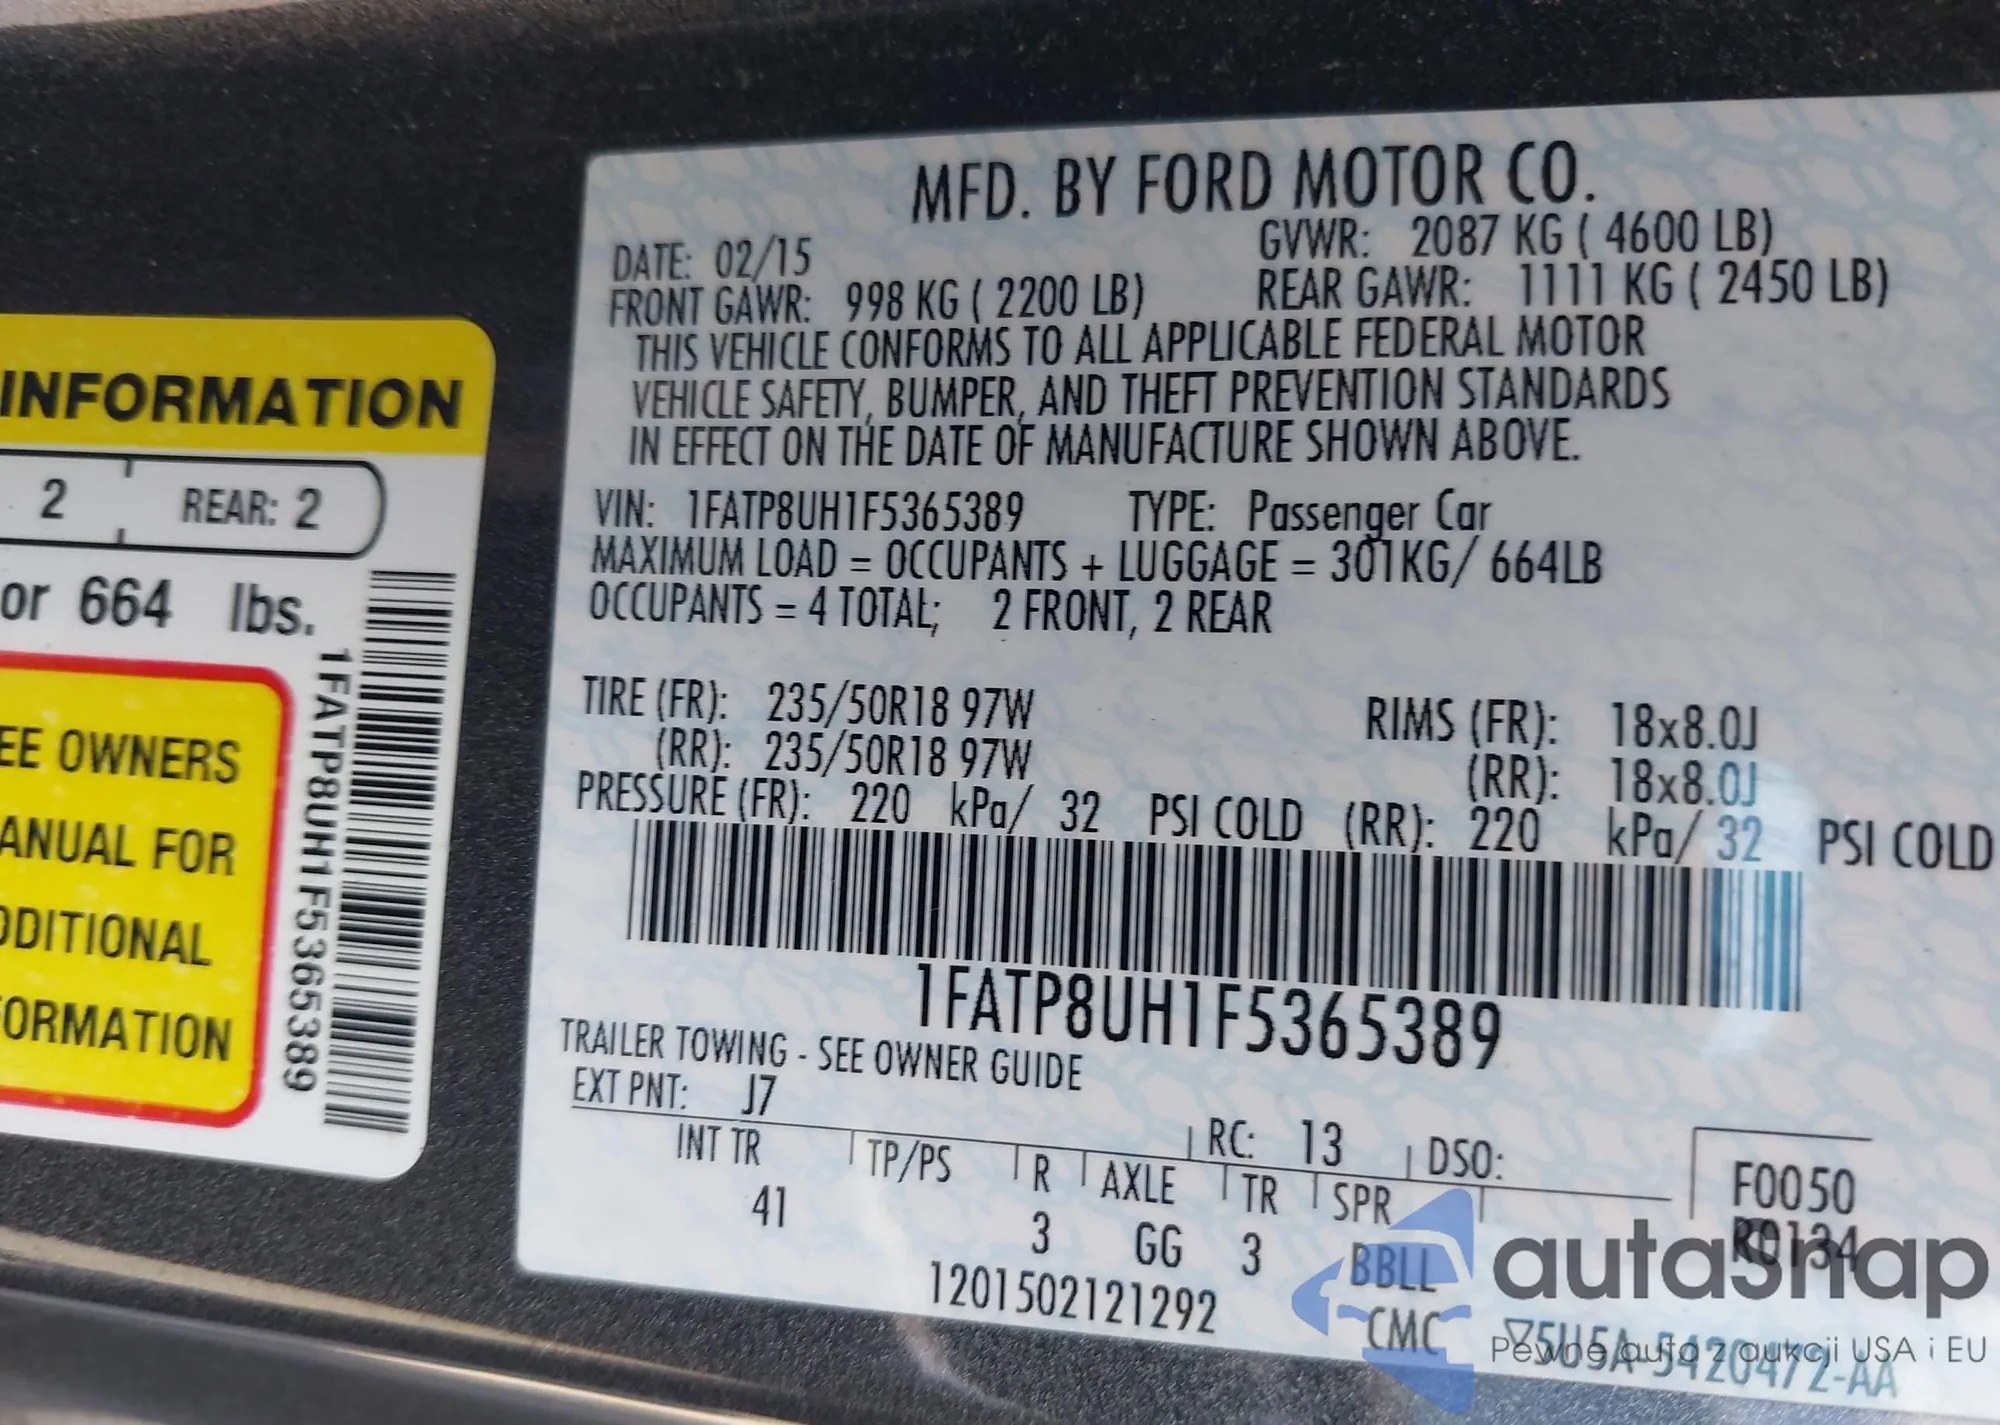 INFORMATION
2 REAR: 2
or 664 lbs.
EE OWNERS
ANUAL FOR
DDITIONAL
FORMATION
1FATP8UH1F5365389
MFD. BY FORD MOTOR CO.
DATE: 02/15 GVWR: 2087 KG ( 4600 LB)
FRONT GAWR: 998 KG ( 2200 LB) REAR GAWR: 1111 KG ( 2450 LB)
THIS VEHICLE CONFORMS TO ALL APPLICABLE FEDERAL MOTOR
VEHICLE SAFETY, BUMPER, AND THEFT PREVENTION STANDARDS
IN EFFECT ON THE DATE OF MANUFACTURE SHOWN ABOVE.
VIN: 1FATP8UH1F5365389 TYPE: Passenger Car
MAXIMUM LOAD = OCCUPANTS + LUGGAGE = 301KG/ 664LB
OCCUPANTS = 4 TOTAL; 2 FRONT, 2 REAR
TIRE (FR): 235/50R18 97W RIMS (FR): 18x8.0J
(RR): 235/50R18 97W (RR): 18x8.0J
PRESSURE (FR): 220 kPa/ 32 PSI COLD (RR): 220 kPa/ 32 PSI COLD
1FATP8UH1F5365389
TRAILER TOWING - SEE OWNER GUIDE
EXT PNT: J7 RC: 13 DSO:
INT TR TP/PS R AXLE TR SPR F0050
41 3 GG 3 BBLL R0134
1201502121292 CMC
autasnap
Pewne auto z aukcji USA i EU